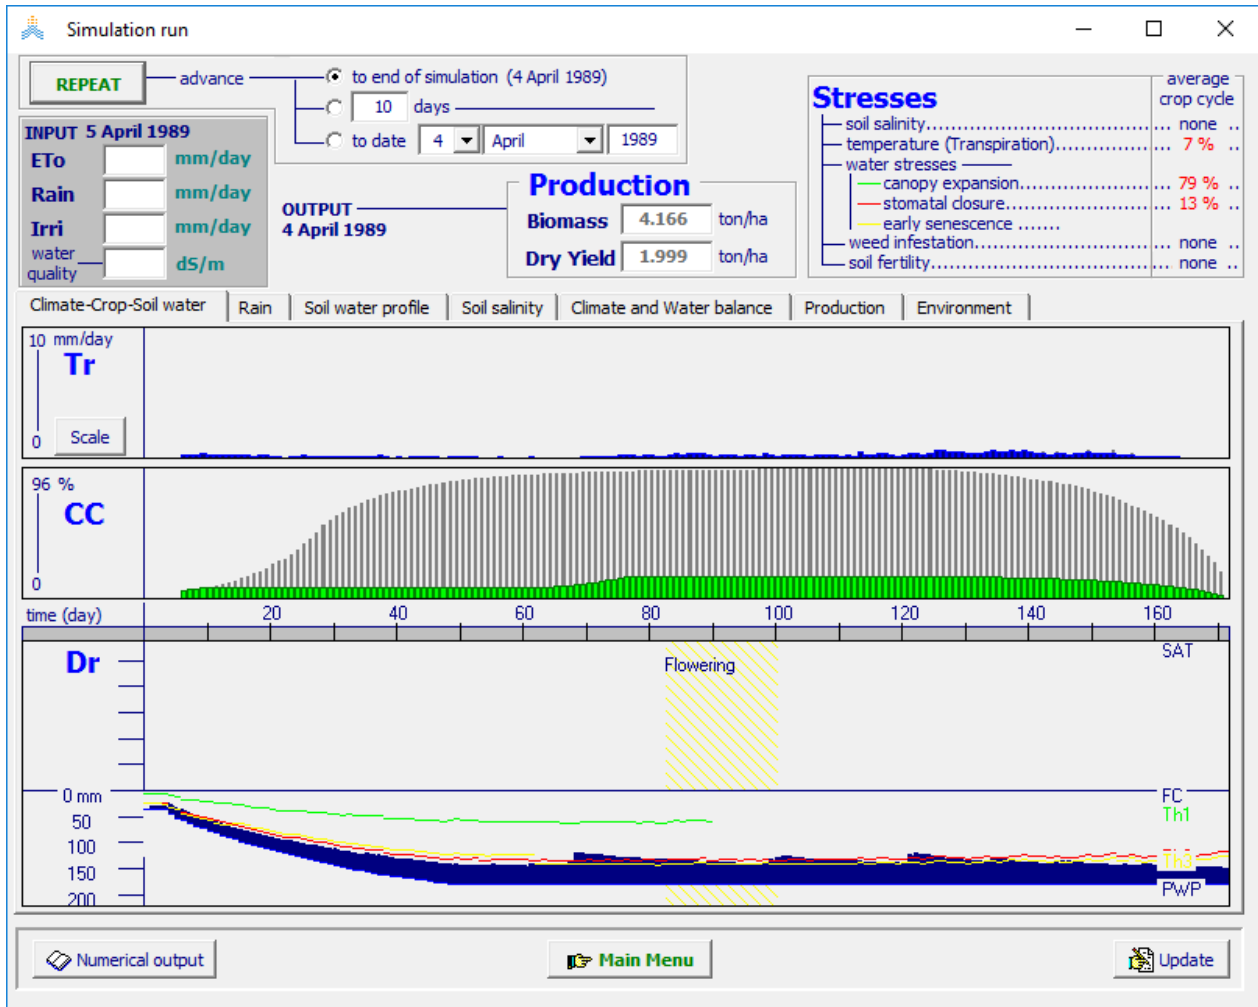 Simulation run
REPEAT
advance
to end of simulation (4 April 1989)
10 days
to date 4 April 1989
INPUT 5 April 1989
ETo mm/day
Rain mm/day
Irri mm/day
water
quality dS/m
OUTPUT
4 April 1989
Production
Biomass 4.166 ton/ha
Dry Yield 1.999 ton/ha
Stresses
average
crop cycle
soil salinity........................................ none ..
temperature (Transpiration)................. 7 % ..
water stresses
canopy expansion....................... 79 % ..
stomatal closure......................... 13 % ..
early senescence .......
weed infestation................................ none ..
soil fertility....................................... none ..
Climate-Crop-Soil water Rain Soil water profile Soil salinity Climate and Water balance Production Environment
10 mm/day
Tr
0 Scale
96 %
CC
0
time (day) 20 40 60 80 100 120 140 160
Dr
Flowering
SAT
0 mm
50
100
150
200
FC
Th1
Th3
PWP
Numerical output
Main Menu
Update